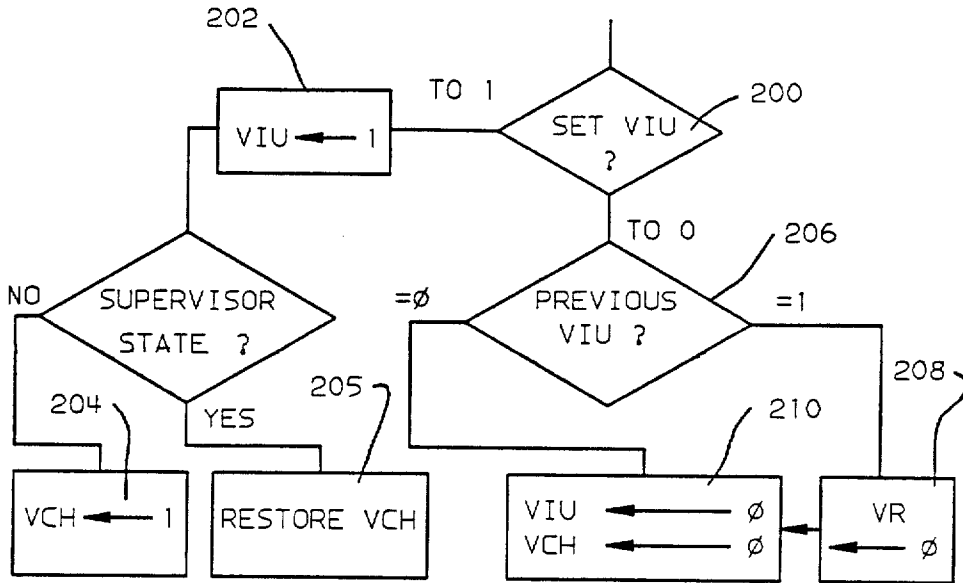 202
TO 1
200
VIU ← 1
SET VIU
?
TO 0
206
NO
SUPERVISOR
STATE ?
=Ø
PREVIOUS
VIU ?
=1
204
YES
205
210
208
VCH ← 1
RESTORE VCH
VIU ← Ø
VCH ← Ø
VR
← Ø